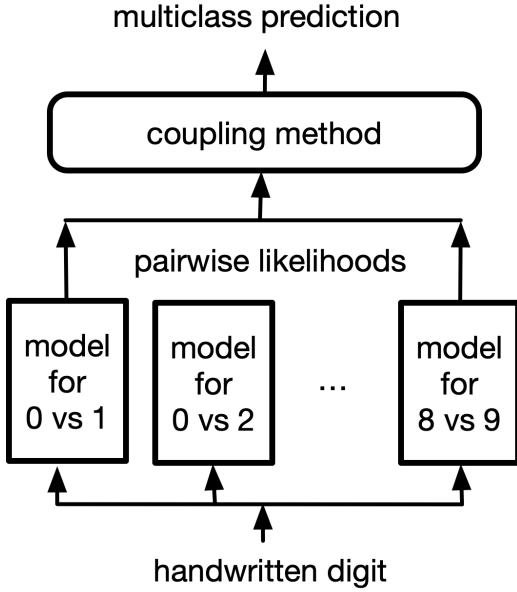 multiclass prediction
coupling method
pairwise likelihoods
model
for
0 vs 1
model
for
0 vs 2
...
model
for
8 vs 9
handwritten digit